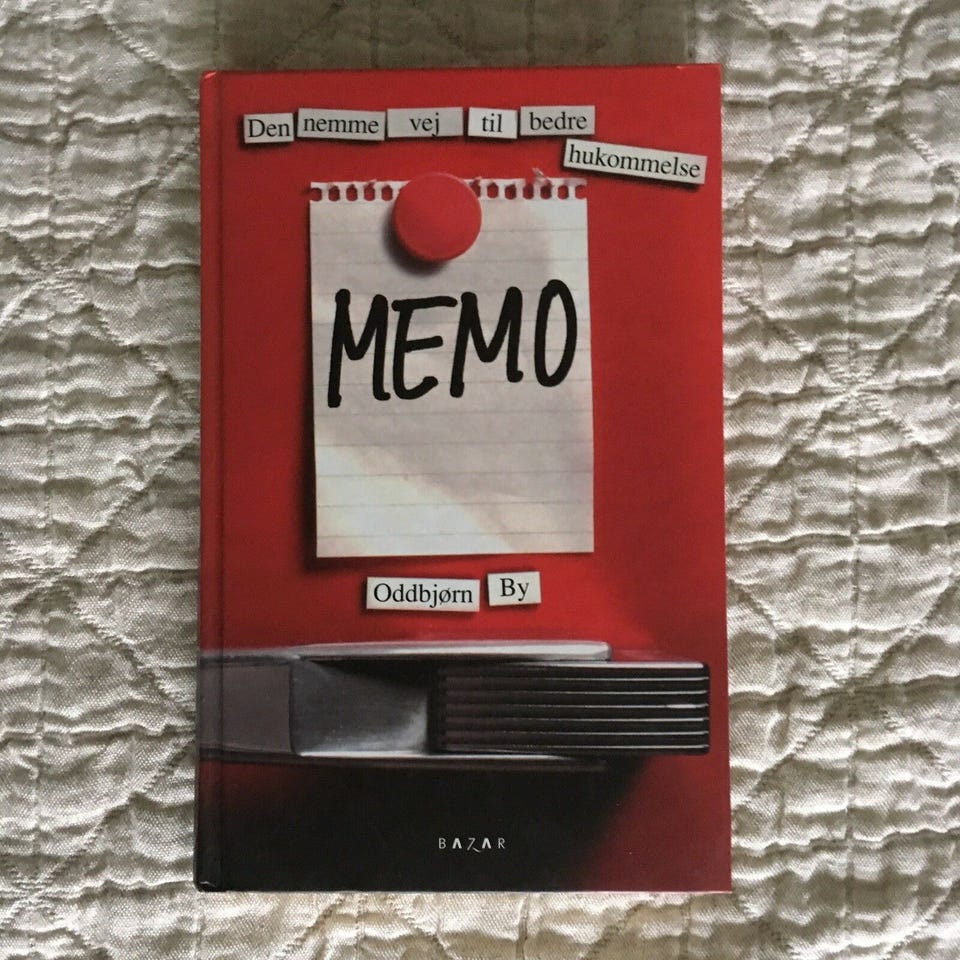 Den nemme vej til bedre
hukommelse
MEMO
Oddbjørn By
BAZAR